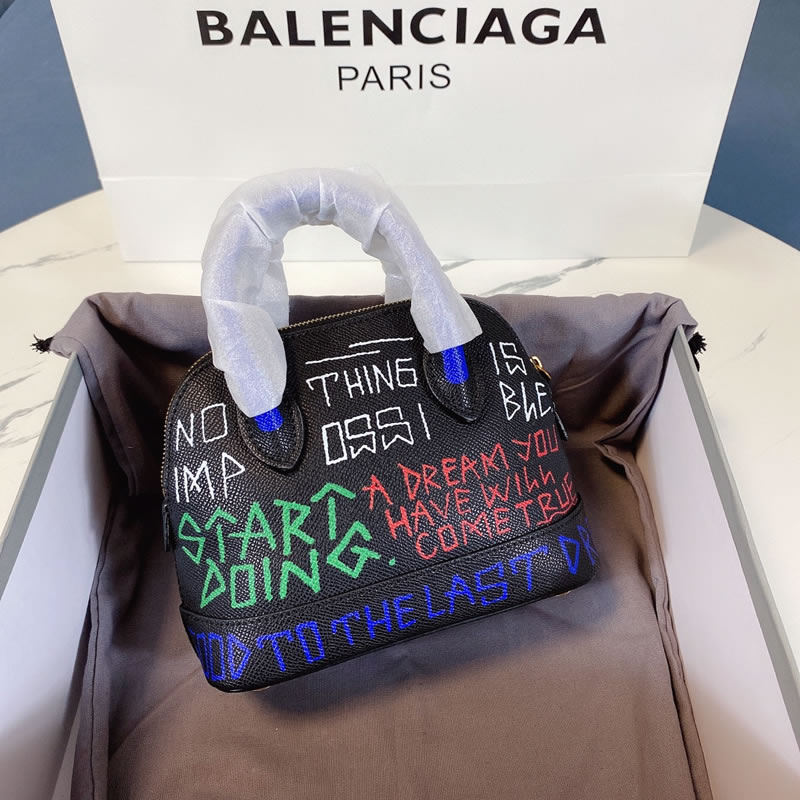 BALENCIAGA
PARIS
NO THING IS
IMP OSSI BLE
START
DOING.
A DREAM YOU
HAVE WILL
COME TRUE
TO THE LAST